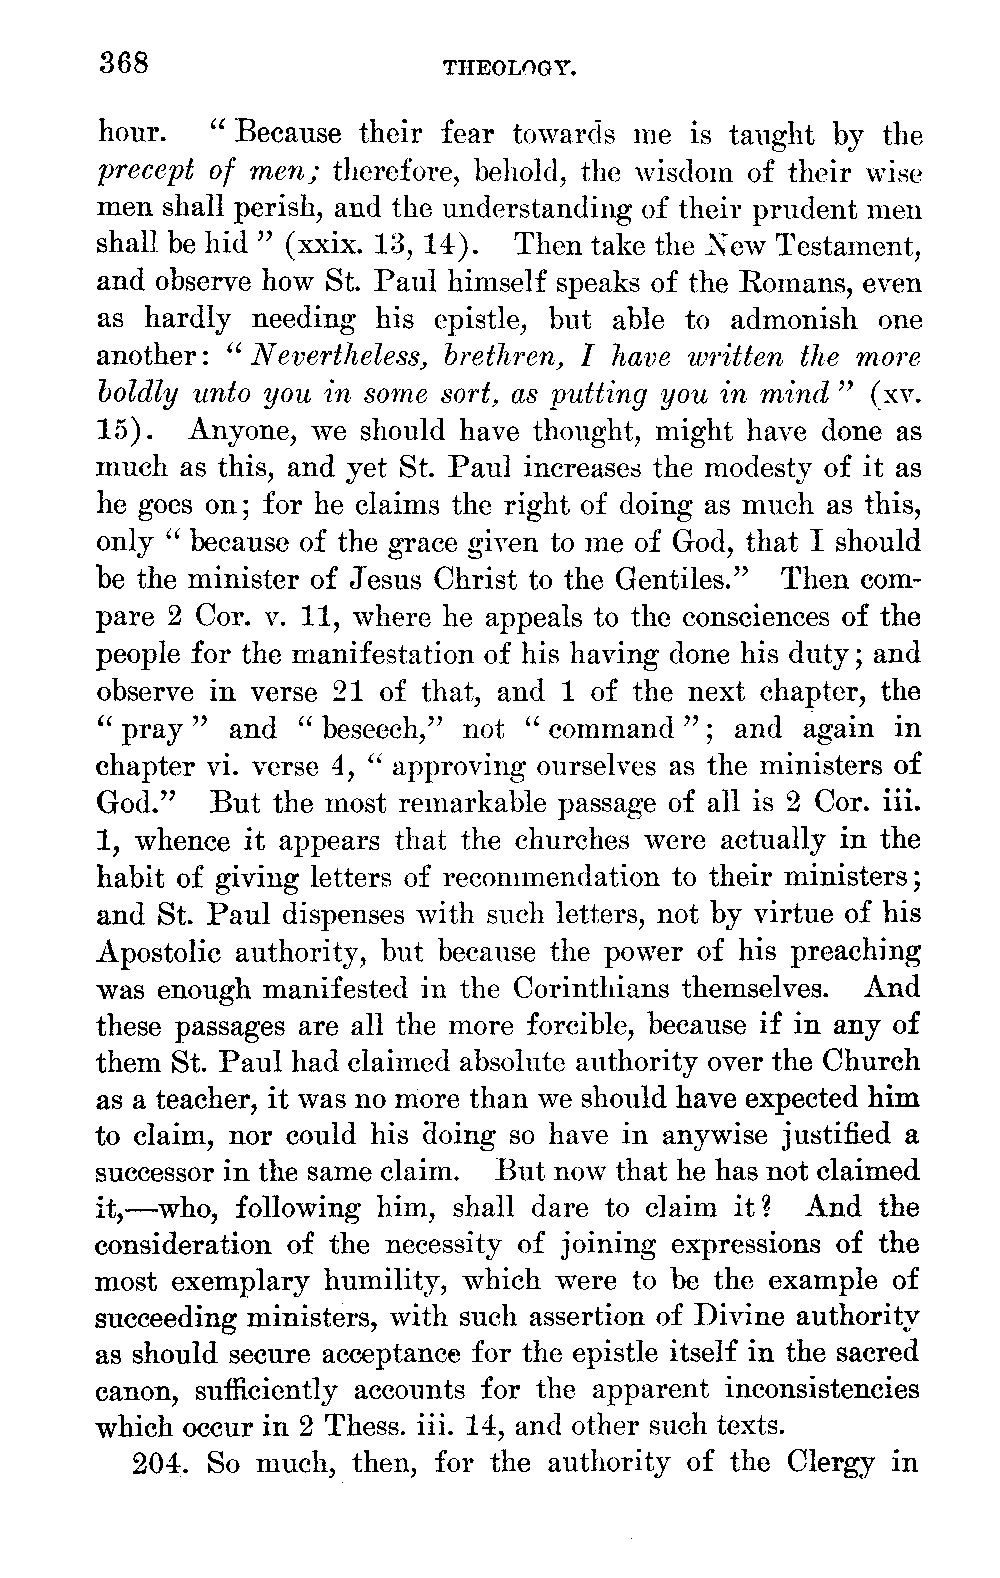 368 THEOLOGY.
hour. “ Because their fear towards me is taught by the
precept of men; therefore, behold, the wisdom of their wise
men shall perish, and the understanding of their prudent men
shall be hid ” (xxix. 13, 14). Then take the New Testament,
and observe how St. Paul himself speaks of the Romans, even
as hardly needing his epistle, but able to admonish one
another: “ Nevertheless, brethren, I have written the more
boldly unto you in some sort, as putting you in mind ” (xv.
15). Anyone, we should have thought, might have done as
much as this, and yet St. Paul increases the modesty of it as
he goes on; for he claims the right of doing as much as this,
only “ because of the grace given to me of God, that I should
be the minister of Jesus Christ to the Gentiles.” Then com-
pare 2 Cor. v. 11, where he appeals to the consciences of the
people for the manifestation of his having done his duty; and
observe in verse 21 of that, and 1 of the next chapter, the
“ pray ” and “ beseech,” not “ command ”; and again in
chapter vi. verse 4, “ approving ourselves as the ministers of
God.” But the most remarkable passage of all is 2 Cor. iii.
1, whence it appears that the churches were actually in the
habit of giving letters of recommendation to their ministers;
and St. Paul dispenses with such letters, not by virtue of his
Apostolic authority, but because the power of his preaching
was enough manifested in the Corinthians themselves. And
these passages are all the more forcible, because if in any of
them St. Paul had claimed absolute authority over the Church
as a teacher, it was no more than we should have expected him
to claim, nor could his doing so have in anywise justified a
successor in the same claim. But now that he has not claimed
it,—who, following him, shall dare to claim it? And the
consideration of the necessity of joining expressions of the
most exemplary humility, which were to be the example of
succeeding ministers, with such assertion of Divine authority
as should secure acceptance for the epistle itself in the sacred
canon, sufficiently accounts for the apparent inconsistencies
which occur in 2 Thess. iii. 14, and other such texts.
204. So much, then, for the authority of the Clergy in